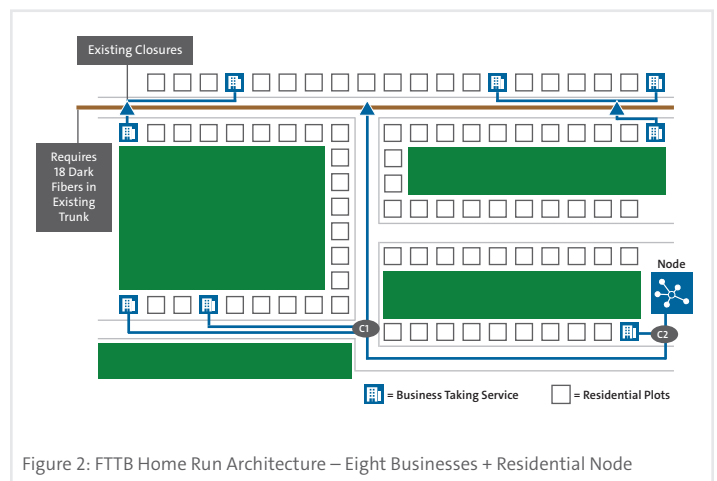 Existing Closures
Requires
18 Dark
Fibers in
Existing
Trunk
Node
C1
C2
= Business Taking Service
= Residential Plots
Figure 2: FTTB Home Run Architecture – Eight Businesses + Residential Node